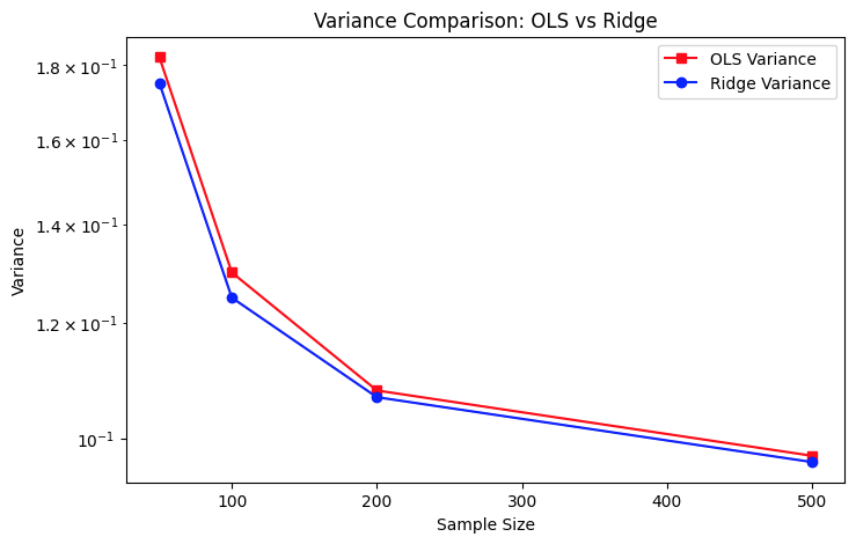 Variance Comparison: OLS vs Ridge
OLS Variance
Ridge Variance
Variance
1.8 × 10⁻¹
1.6 × 10⁻¹
1.4 × 10⁻¹
1.2 × 10⁻¹
10⁻¹
100 200 300 400 500
Sample Size